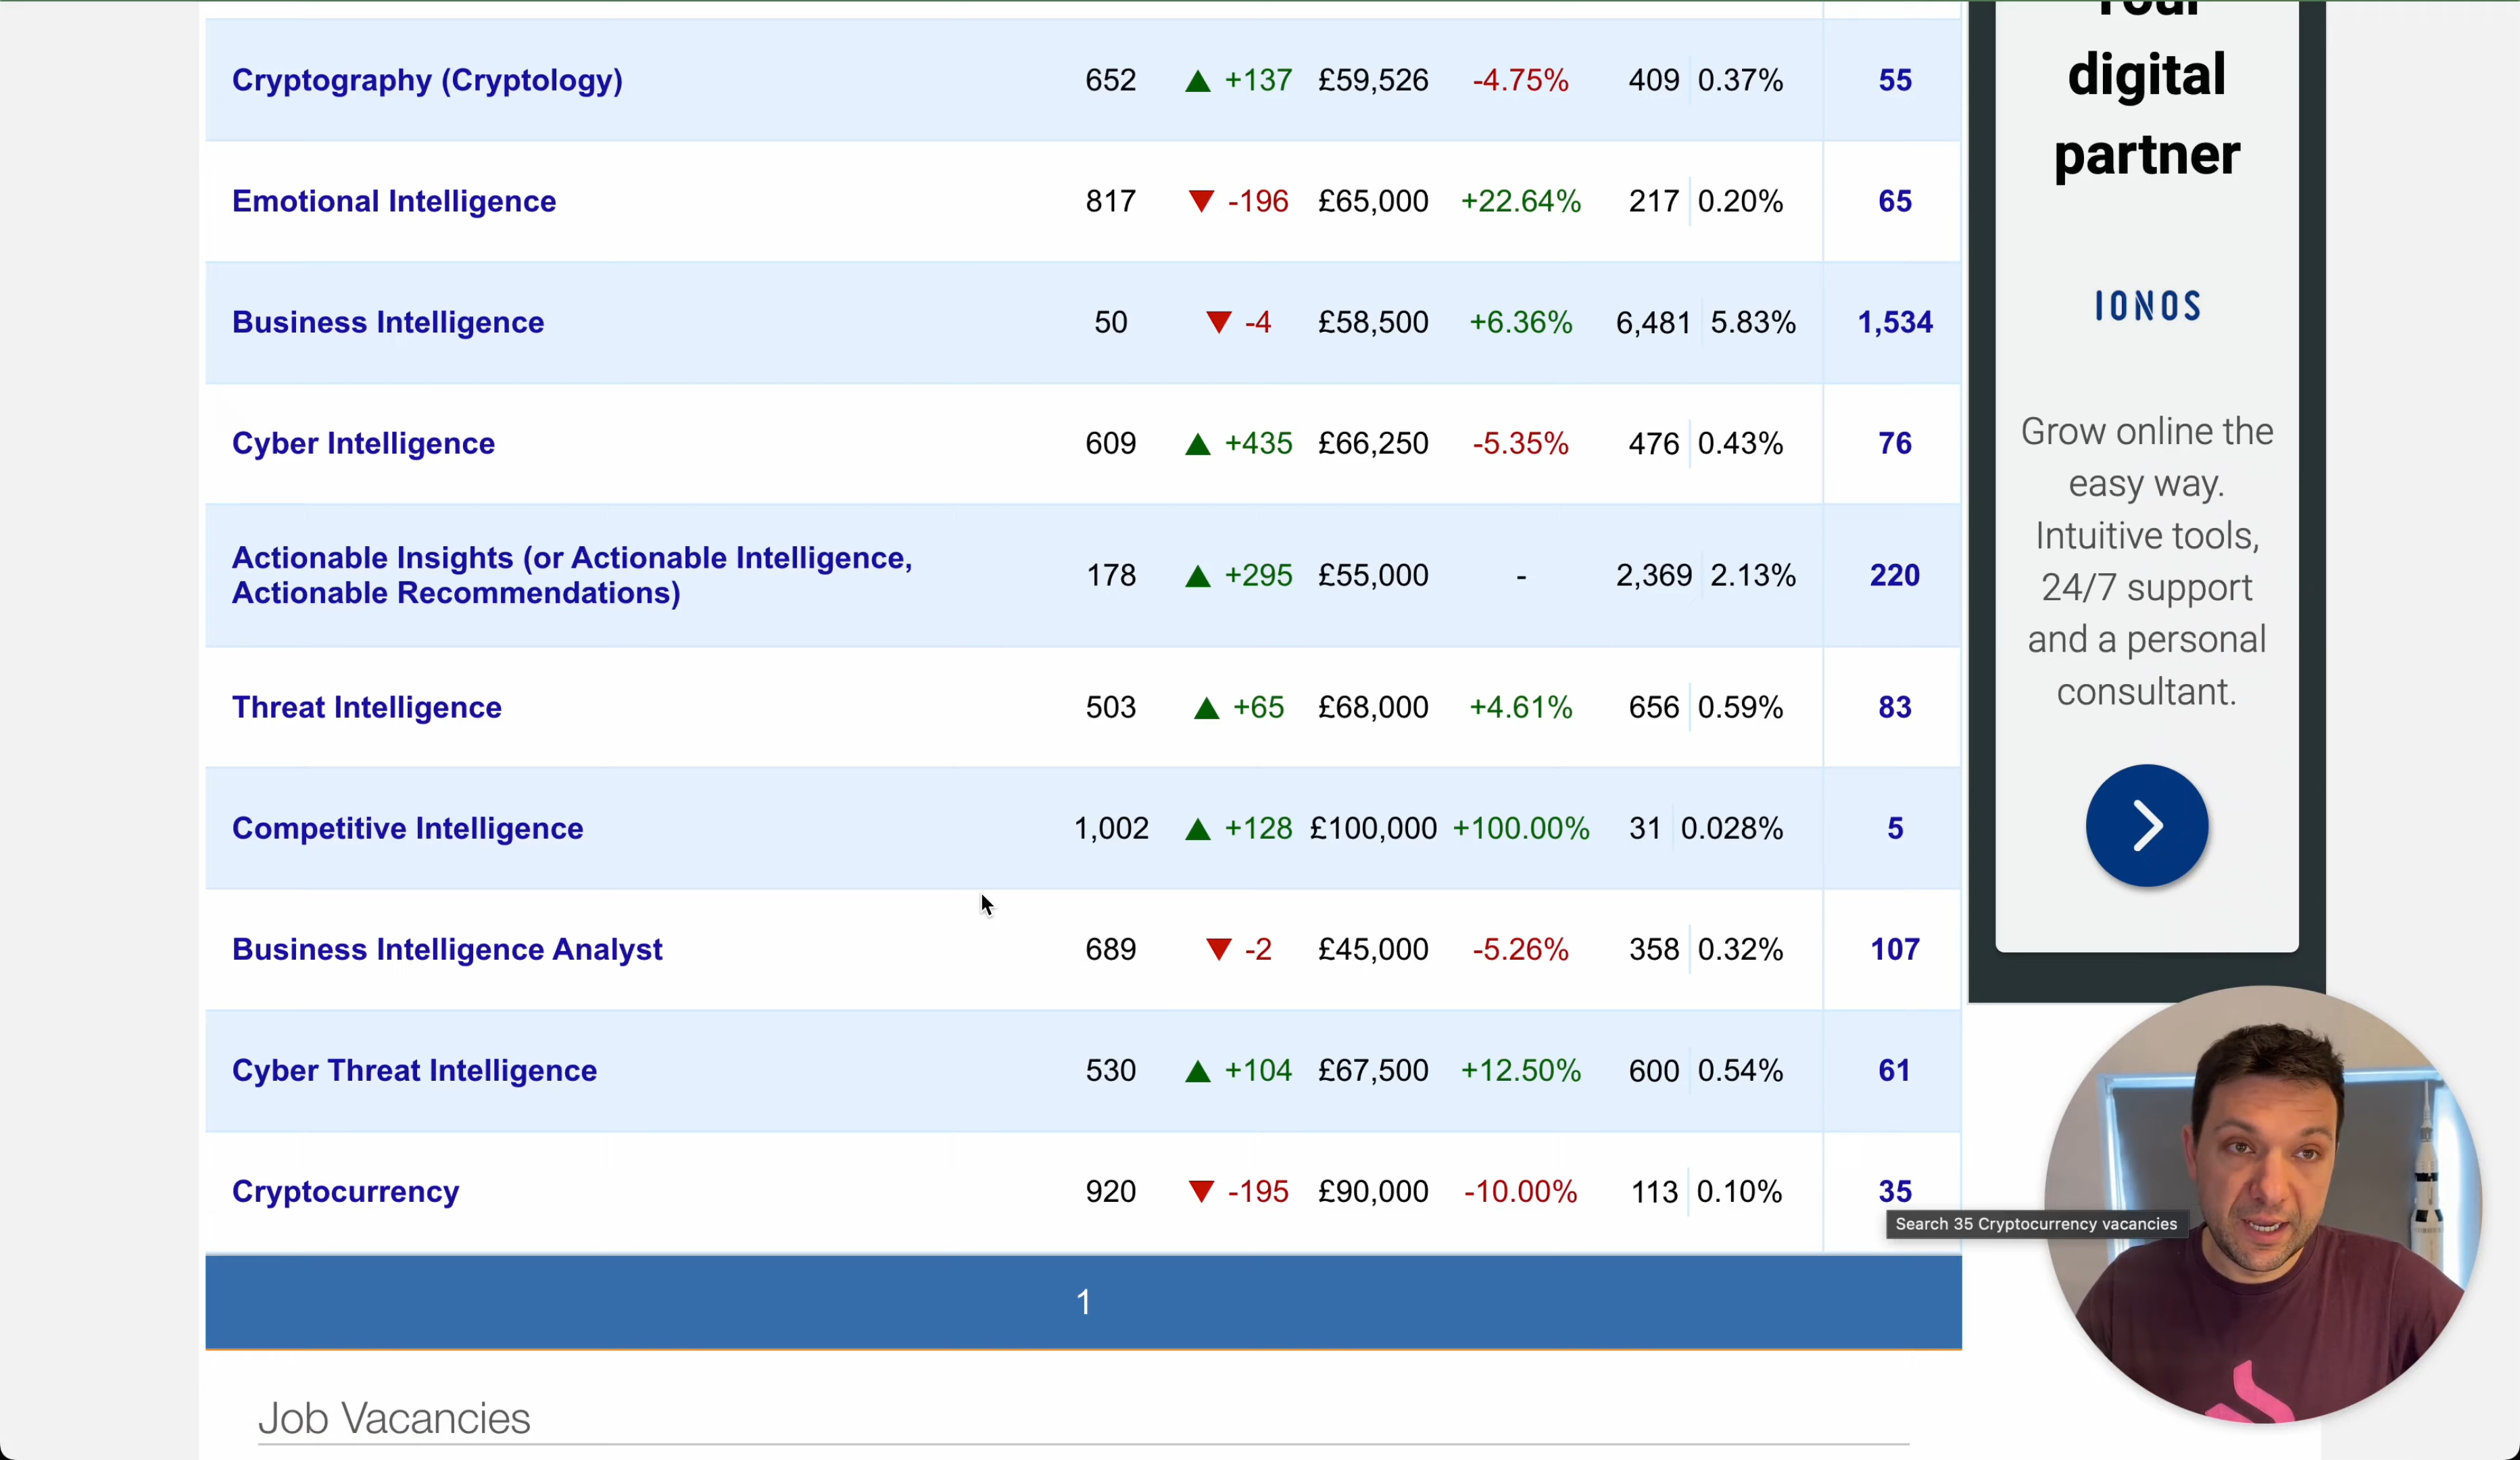 Cryptography (Cryptology) 652 ▲ +137 £59,526 -4.75% 409 0.37% 55
Emotional Intelligence 817 ▼ -196 £65,000 +22.64% 217 0.20% 65
Business Intelligence 50 ▼ -4 £58,500 +6.36% 6,481 5.83% 1,534
Cyber Intelligence 609 ▲ +435 £66,250 -5.35% 476 0.43% 76
Actionable Insights (or Actionable Intelligence,
Actionable Recommendations) 178 ▲ +295 £55,000 - 2,369 2.13% 220
Threat Intelligence 503 ▲ +65 £68,000 +4.61% 656 0.59% 83
Competitive Intelligence 1,002 ▲ +128 £100,000 +100.00% 31 0.028% 5
Business Intelligence Analyst 689 ▼ -2 £45,000 -5.26% 358 0.32% 107
Cyber Threat Intelligence 530 ▲ +104 £67,500 +12.50% 600 0.54% 61
Cryptocurrency 920 ▼ -195 £90,000 -10.00% 113 0.10% 35
Search 35 Cryptocurrency vacancies
1
Job Vacancies
digital
partner
IONOS
Grow online the
easy way.
Intuitive tools,
24/7 support
and a personal
consultant.